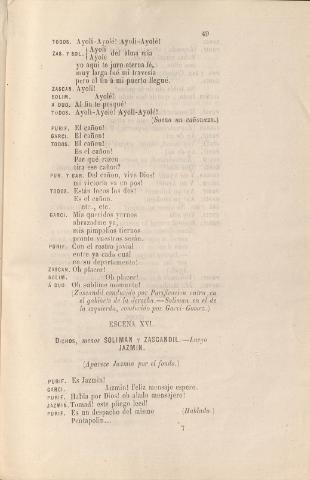 49
TODOS. Ayolí-Ayolé! Ayolí-Ayolé!
ZAS. Y SOL. Ayolí
Ayolé del alma mia
yo aquí te juro eterna fé,
muy larga fué mi travesía
pero al fin á mi puerto llegué.
ZASCAN. Ayolí!
SOLIM. Ayolé!
A DUO. Al fin te pesqué!
TODOS. Ayolí-Ayolé! Ayolí-Ayolé!
(Suena un cañonazo.)
PURIF. El cañon!
GARCI. El cañon!
TODOS. El cañon!
Es el cañon!
Por qué razon
tira ese cañon?
PUR. Y GAR. Del cañon, vive Dios!
mi victoria va en pos!
TODOS. Están locos los dos!
Es el cañon.
etc., etc.
GARCI. Mis queridos yernos
abrazadme ya,
mis pimpollos tiernos
pronto vuestros serán.
PURIF. Con el rostro jovial
entre ya cada cual
en su departamento!
ZASCAN. Oh placer!
SOLIM. Oh placer!
A DUO. Oh sublime momento!
(Zascandil conducido por Purificacion entra en
el gabinete de la derecha.—Soliman en el de
la izquierda, conducido por Garci-Gomez.)
ESCENA XVI.
DICHOS, menos SOLIMAN y ZASCANDIL.—Luego
JAZMIN.
(Aparece Jazmin por el fondo.)
PURIF. Es Jazmin!
GARCI. Jazmin! Feliz mensaje espero.
PURIF. Habla por Dios! oh alado mensajero!
JAZMIN. Tomad! este pliego leed!
PURIF. Es un despacho del mismo (Hablado.)
Pentapolin...
7